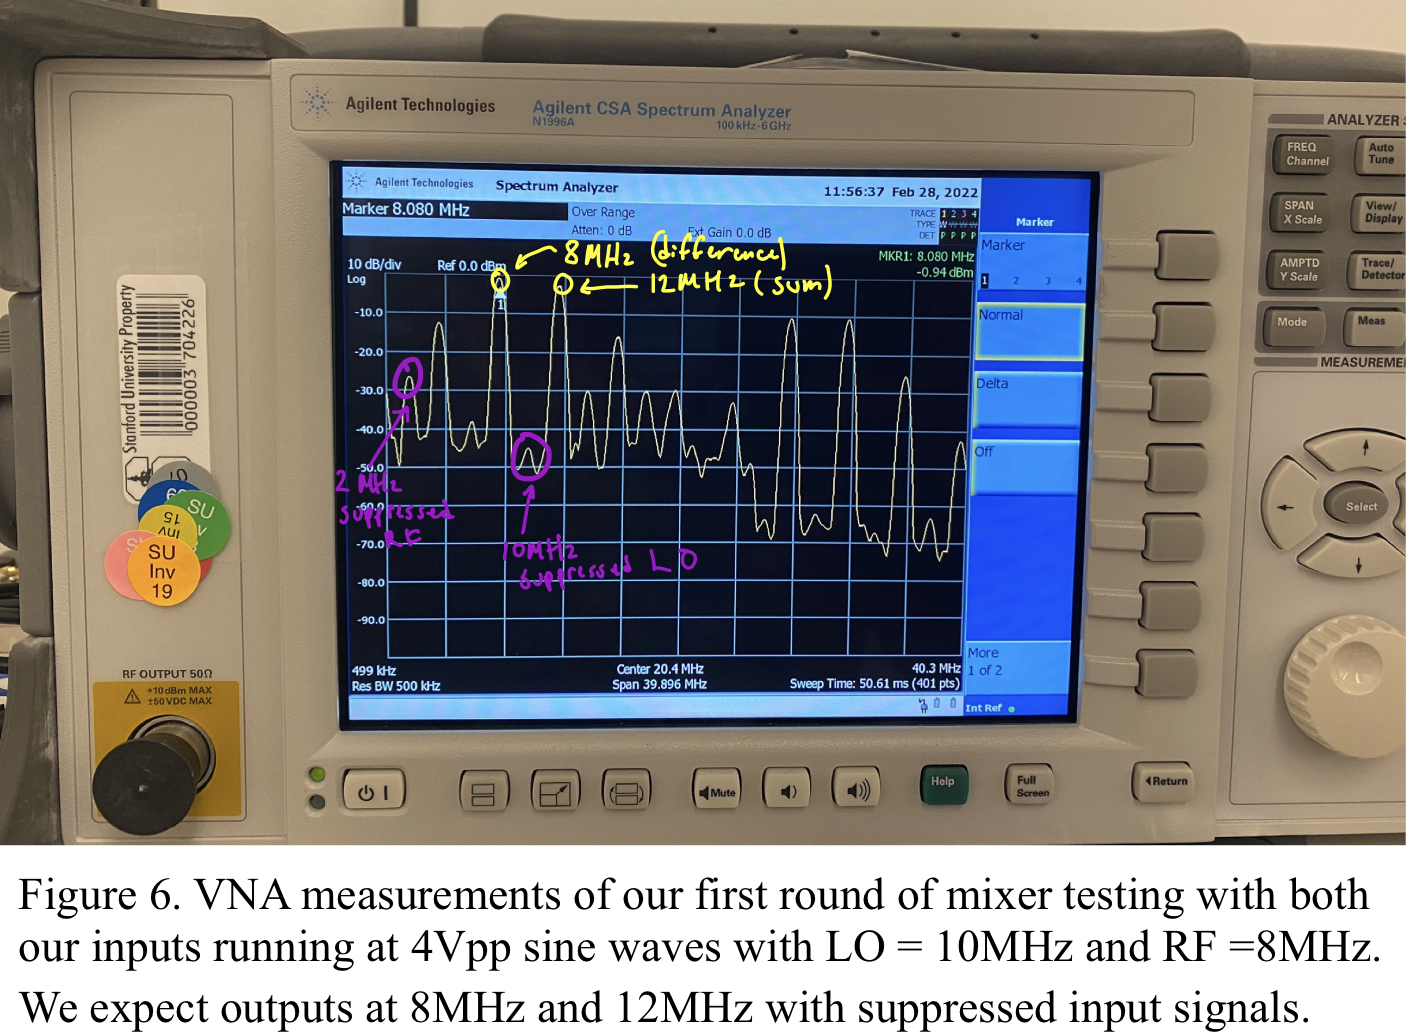 Agilent Technologies
Agilent CSA Spectrum Analyzer
N1996A
100 kHz-6 GHz
ANALYZER
FREQ
Channel
Auto
Tune
SPAN
X Scale
View/
Display
AMPTD
Y Scale
Trace/
Detector
Mode
Meas
Select
Stanford University Property
000003 704226
SU
SU
Inv
15
SU
Inv
19
RF OUTPUT 50Ω
+10dBm MAX
±50VDC MAX
Agilent Technologies
Spectrum Analyzer
11:56:37 Feb 28, 2022
Marker 8.080 MHz
Over Range
Atten: 0 dB
Ext Gain 0.0 dB
TRACE 1 2 3 4
TYPE W W W W
DET P P P P
10 dB/div
Log
Ref 0.0 dBm
MKR1: 8.080 MHz
-0.94 dBm
8MHz (difference)
12MHz (sum)
1
-10.0
-20.0
-30.0
-40.0
-50.0
-60.0
-70.0
-80.0
-90.0
2 MHz
suppressed
RF
10MHz
suppressed LO
499 kHz
Res BW 500 kHz
Center 20.4 MHz
Span 39.896 MHz
40.3 MHz
Sweep Time: 50.61 ms (401 pts)
Marker
Marker
1 2 3 4
Normal
Delta
Off
More
1 of 2
Int Ref
Mute
Help
Full
Screen
Return
Figure 6. VNA measurements of our first round of mixer testing with both
our inputs running at 4Vpp sine waves with LO = 10MHz and RF =8MHz.
We expect outputs at 8MHz and 12MHz with suppressed input signals.